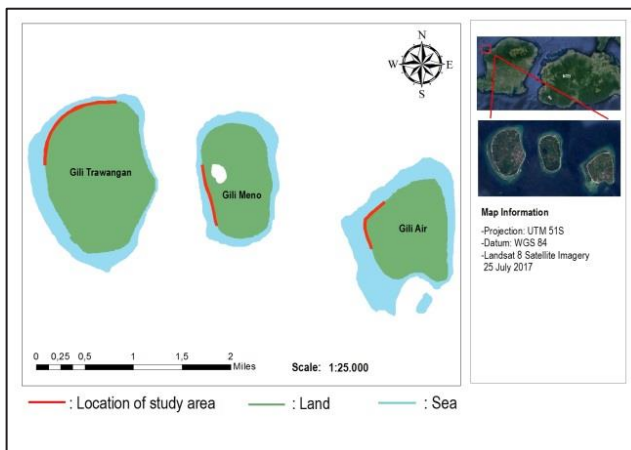 N
W E
S
Gili Trawangan
Gili Meno
Gili Air
0 0,25 0,5 1 1,5 2
Miles
Scale: 1:25.000
: Location of study area : Land : Sea
Map Information
-Projection: UTM 51S
-Datum: WGS 84
-Landsat 8 Satellite Imagery
25 July 2017